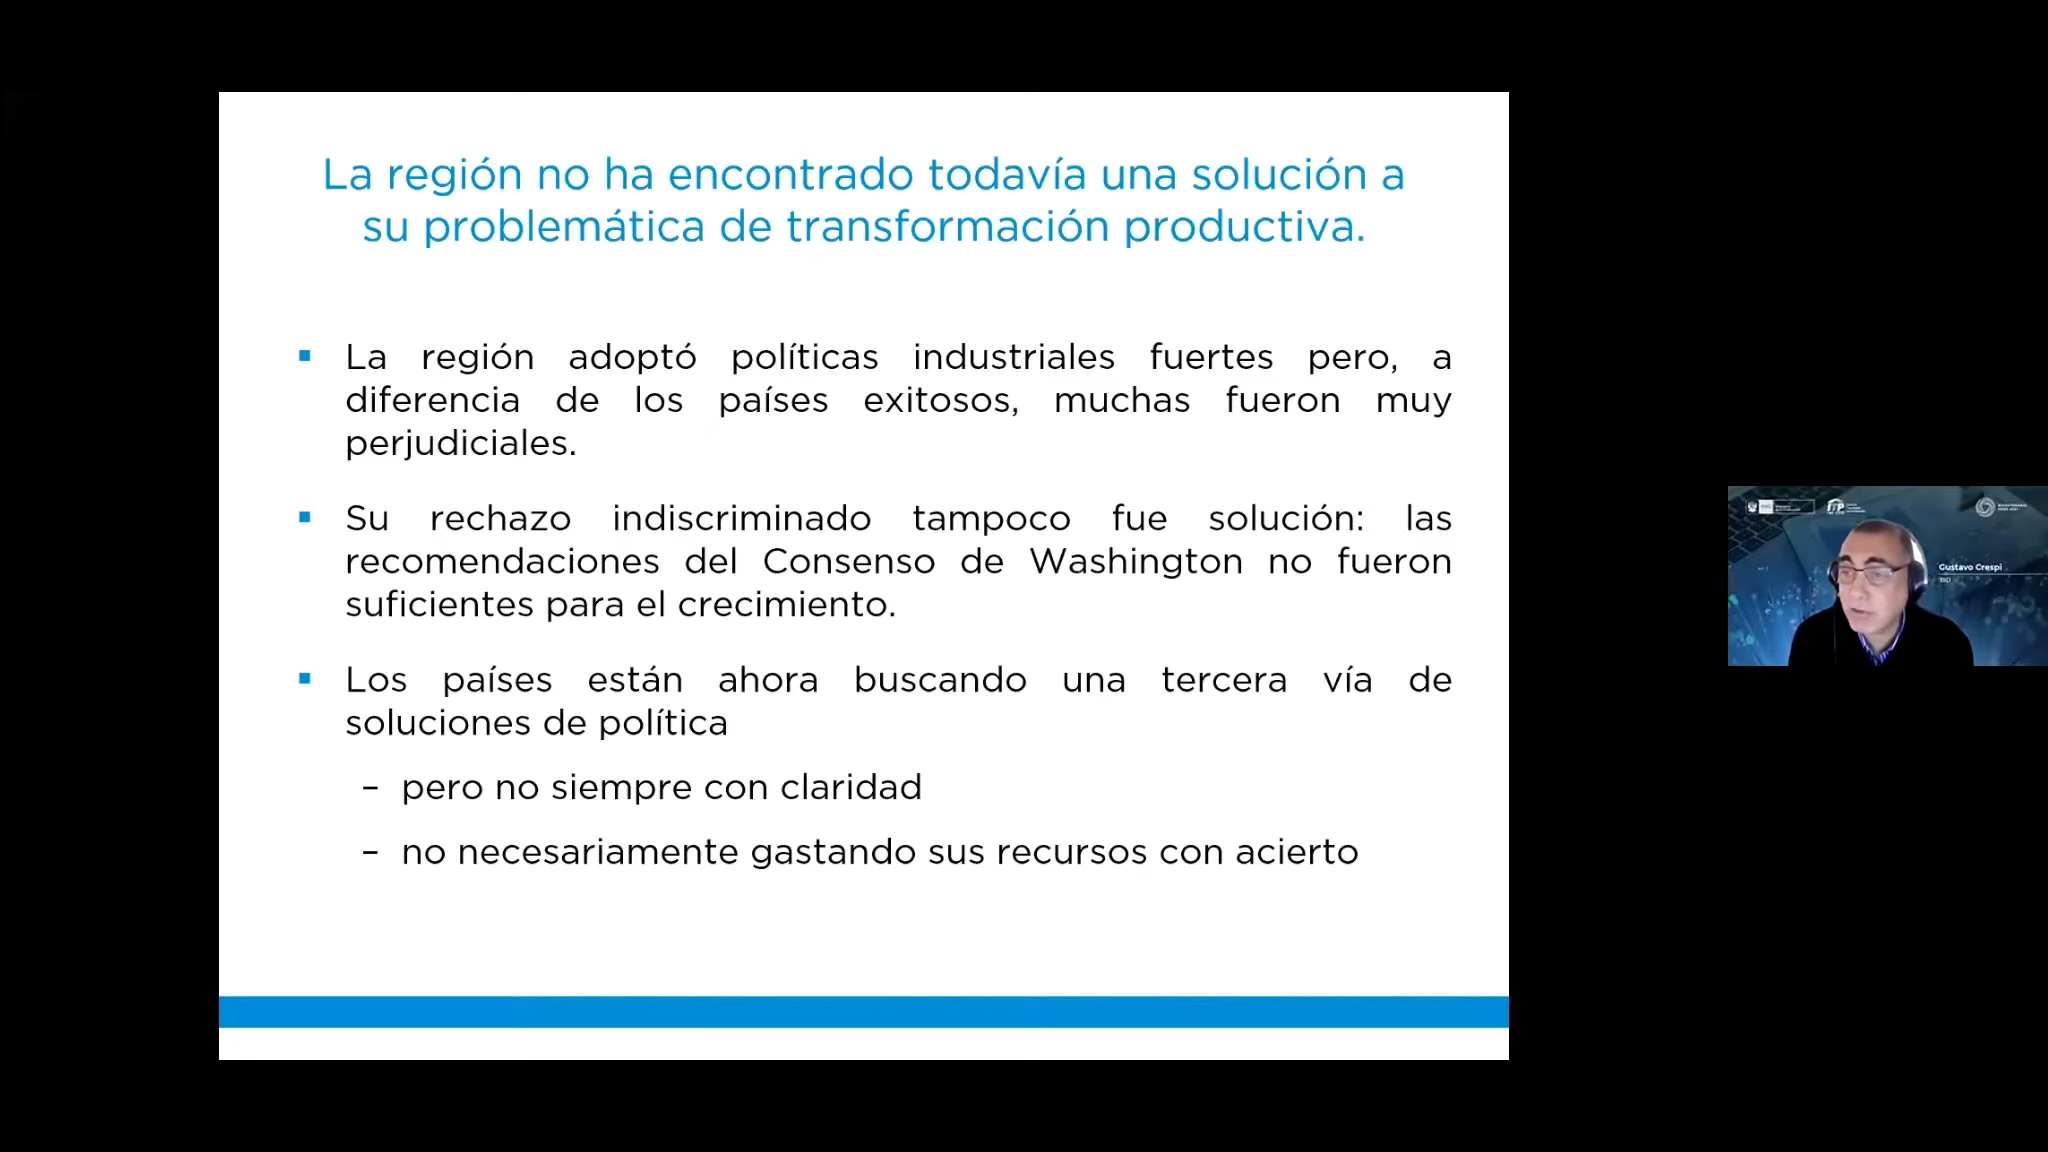 La región no ha encontrado todavía una solución a
su problemática de transformación productiva.
La región adoptó políticas industriales fuertes pero, a
diferencia de los países exitosos, muchas fueron muy
perjudiciales.
Su rechazo indiscriminado tampoco fue solución: las
recomendaciones del Consenso de Washington no fueron
suficientes para el crecimiento.
Los países están ahora buscando una tercera vía de
soluciones de política
– pero no siempre con claridad
– no necesariamente gastando sus recursos con acierto
Gustavo Crespi
BID